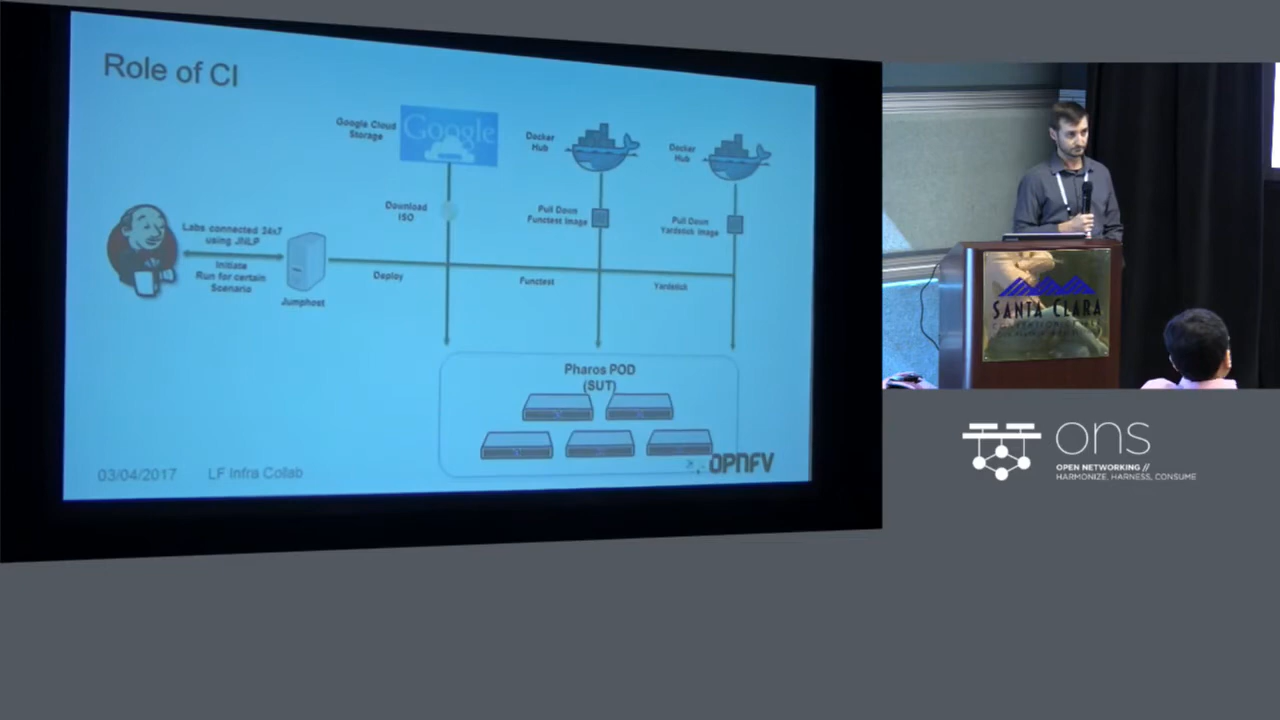 Role of CI
Google Cloud
Storage
Google
Docker
Hub
Docker
Hub
Download
ISO
Pull Down
Functest Image
Pull Down
Yardstick Image
Labs connected 24x7
using JNLP
Initiate
Run for certain
Scenario
Jumphost
Deploy
Functest
Yardstick
Pharos POD
(SUT)
OPNFV
03/04/2017
LF Infra Collab
SANTA CLARA
ons
OPEN NETWORKING //
HARMONIZE, HARNESS, CONSUME